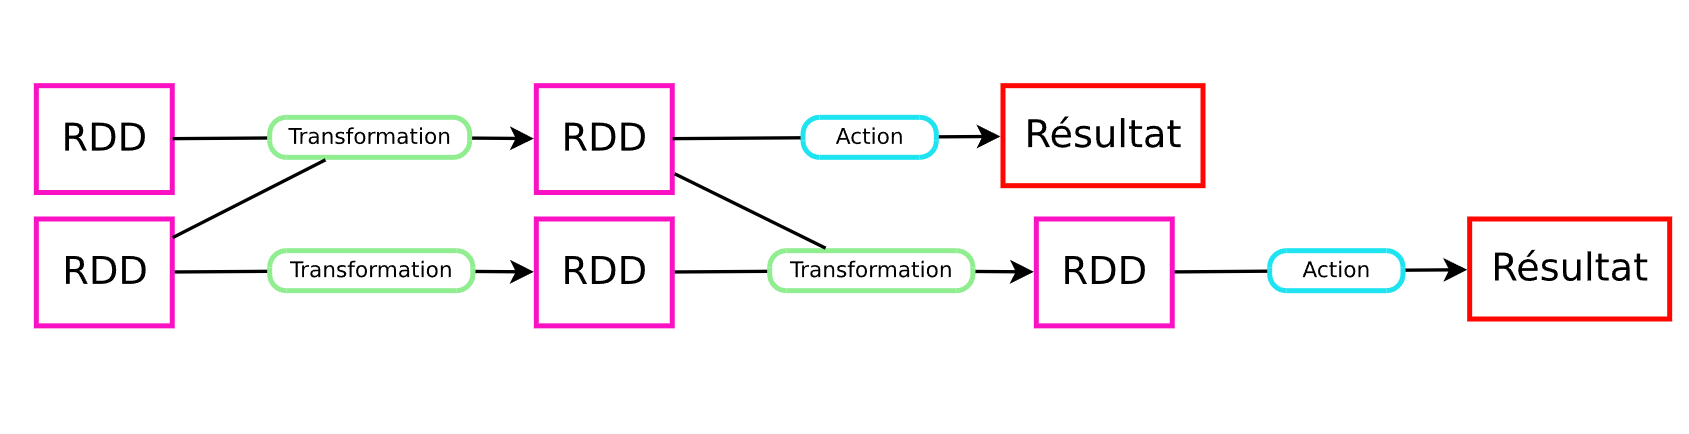 RDD
Transformation
RDD
Action
Résultat
RDD
Transformation
RDD
Transformation
RDD
Action
Résultat